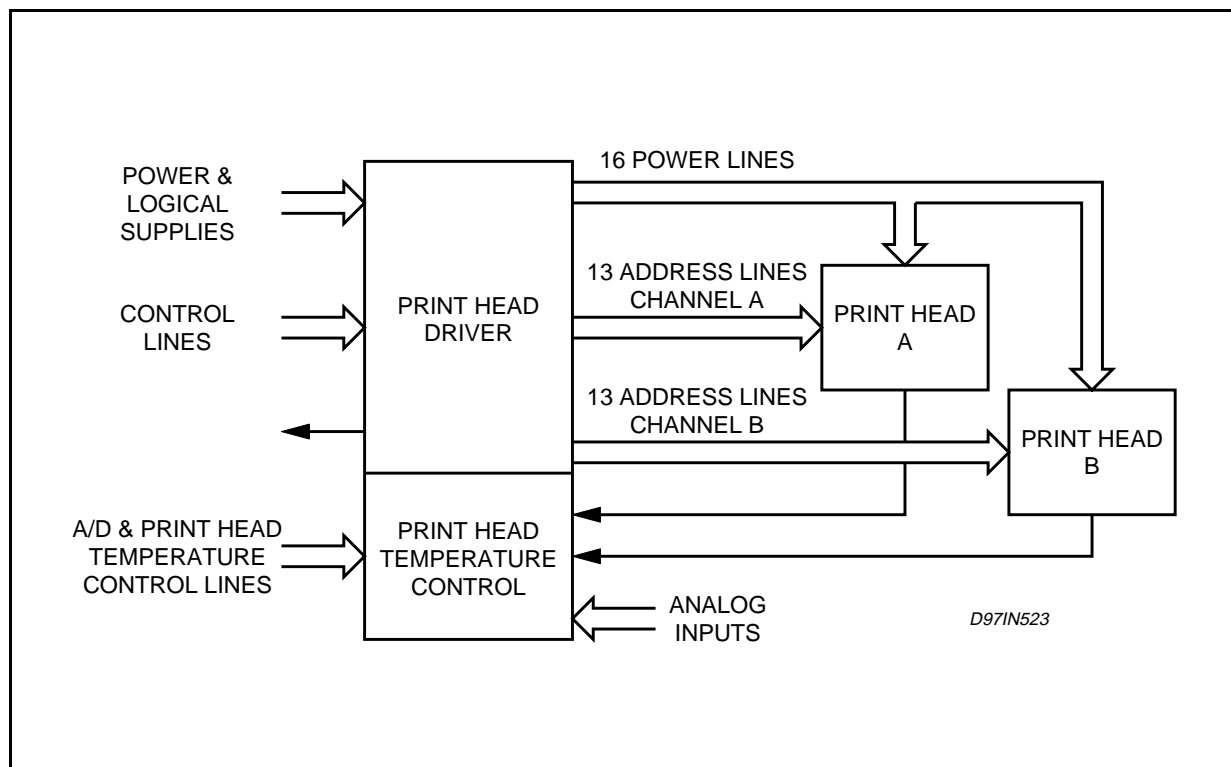 POWER &
LOGICAL
SUPPLIES
16 POWER LINES
CONTROL
LINES
PRINT HEAD
DRIVER
13 ADDRESS LINES
CHANNEL A
PRINT HEAD
A
13 ADDRESS LINES
CHANNEL B
PRINT HEAD
B
A/D & PRINT HEAD
TEMPERATURE
CONTROL LINES
PRINT HEAD
TEMPERATURE
CONTROL
ANALOG
INPUTS
D97IN523